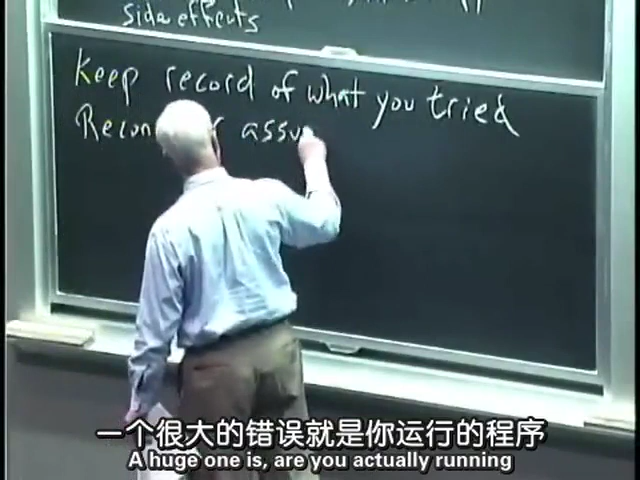 side effects
Keep record of what you tried
assu
一个很大的错误就是你运行的程序
A huge one is, are you actually running